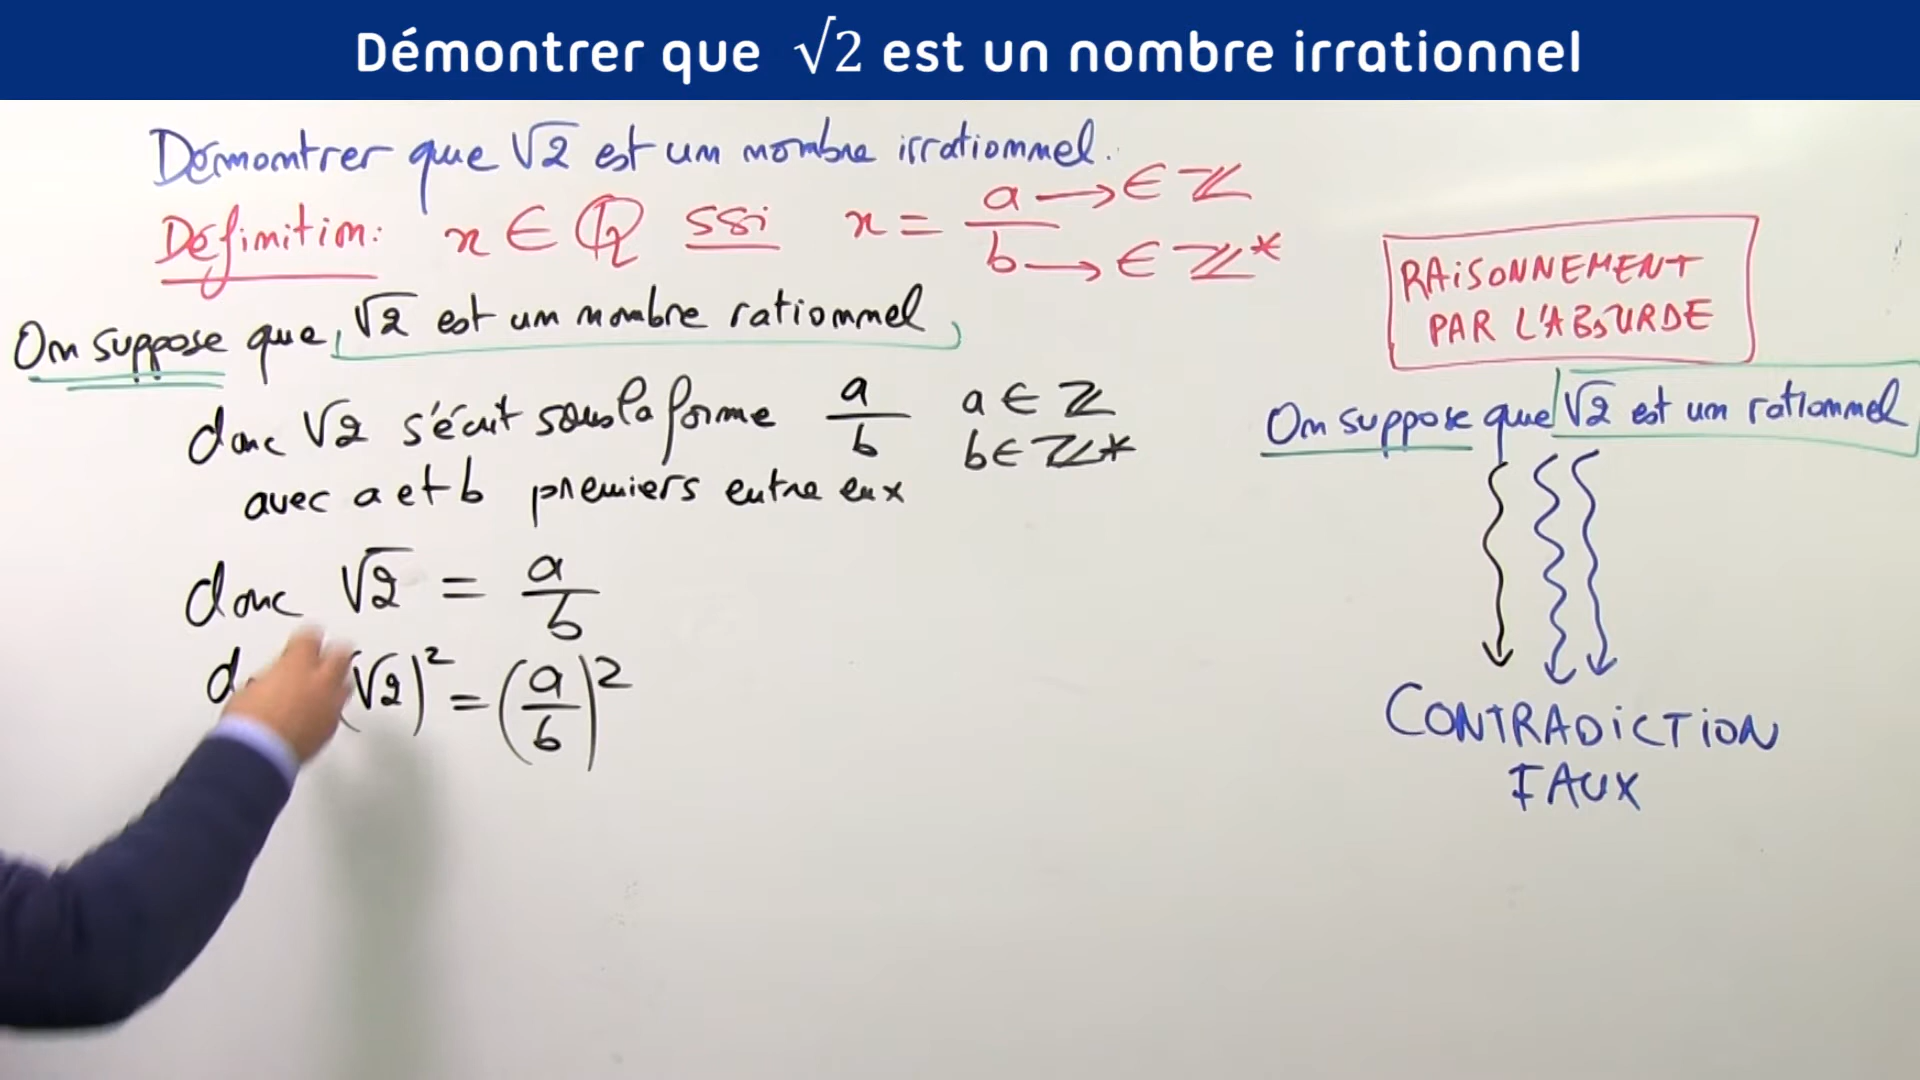 Démontrer que √2 est un nombre irrationnel
Démontrer que √2 est un nombre irrationnel.
Définition: x ∈ ℚ ssi x = a/b
a → ∈ ℤ
b → ∈ ℤ*
On suppose que √2 est un nombre rationnel
donc √2 s'écrit sous la forme a/b a ∈ ℤ
b ∈ ℤ*
avec a et b premiers entre eux
donc √2 = a/b
(√2)² = (a/b)²
RAiSONNEMENT
PAR L'ABSURDE
On suppose que √2 est un rationnel
CONTRADiCTiON
FAUX